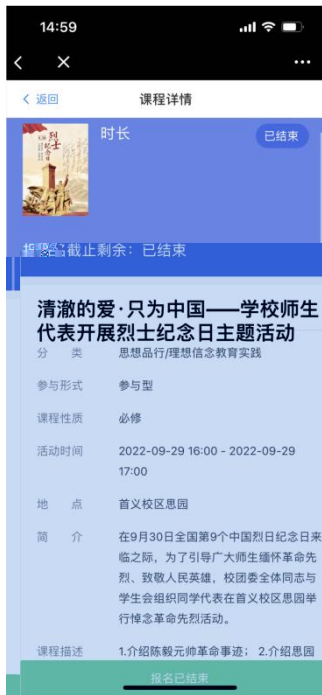 14:59
返回
课程详情
烈士
纪念日
时长
已结束
截止剩余：已结束
清澈的爱·只为中国——学校师生
代表开展烈士纪念日主题活动
分 类 思想品行/理想信念教育实践
参与形式 参与型
课程性质 必修
活动时间 2022-09-29 16:00 - 2022-09-29
17:00
地 点 首义校区思园
简 介 在9月30日全国第9个中国烈日纪念日来
临之际，为了引导广大师生缅怀革命先
烈、致敬人民英雄，校团委全体同志与
学生会组织同学代表在首义校区思园举
行悼念革命先烈活动。
课程描述 1.介绍陈毅元帅革命事迹； 2.介绍思园
报名已结束